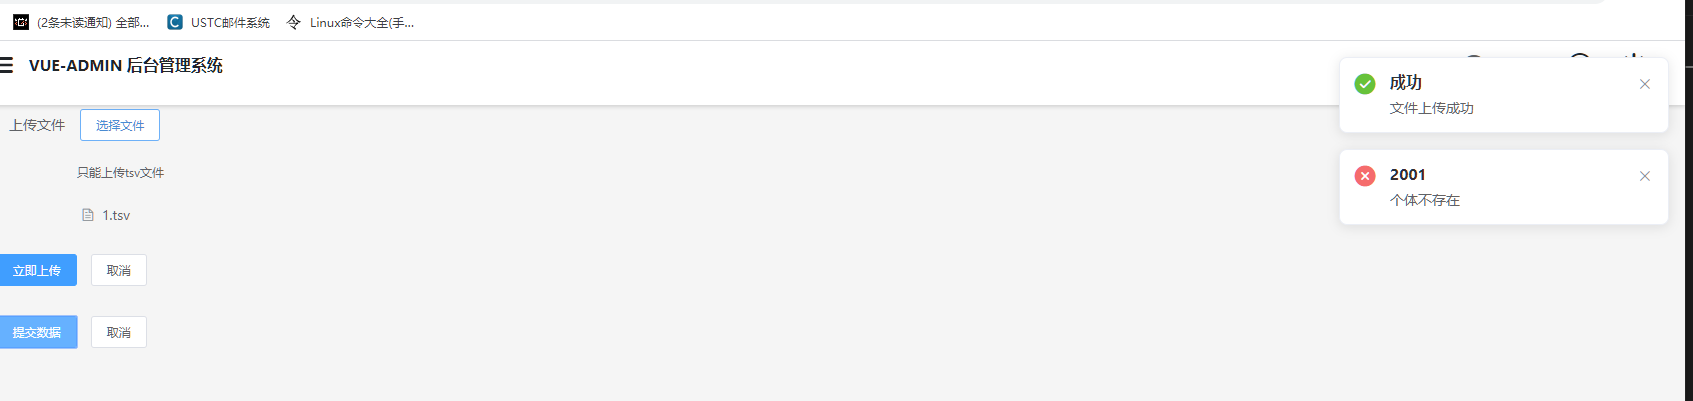 (2条未读通知) 全部... USTC邮件系统 Linux命令大全(手...
VUE-ADMIN 后台管理系统
成功
文件上传成功
2001
个体不存在
上传文件 选择文件
只能上传tsv文件
1.tsv
立即上传 取消
提交数据 取消